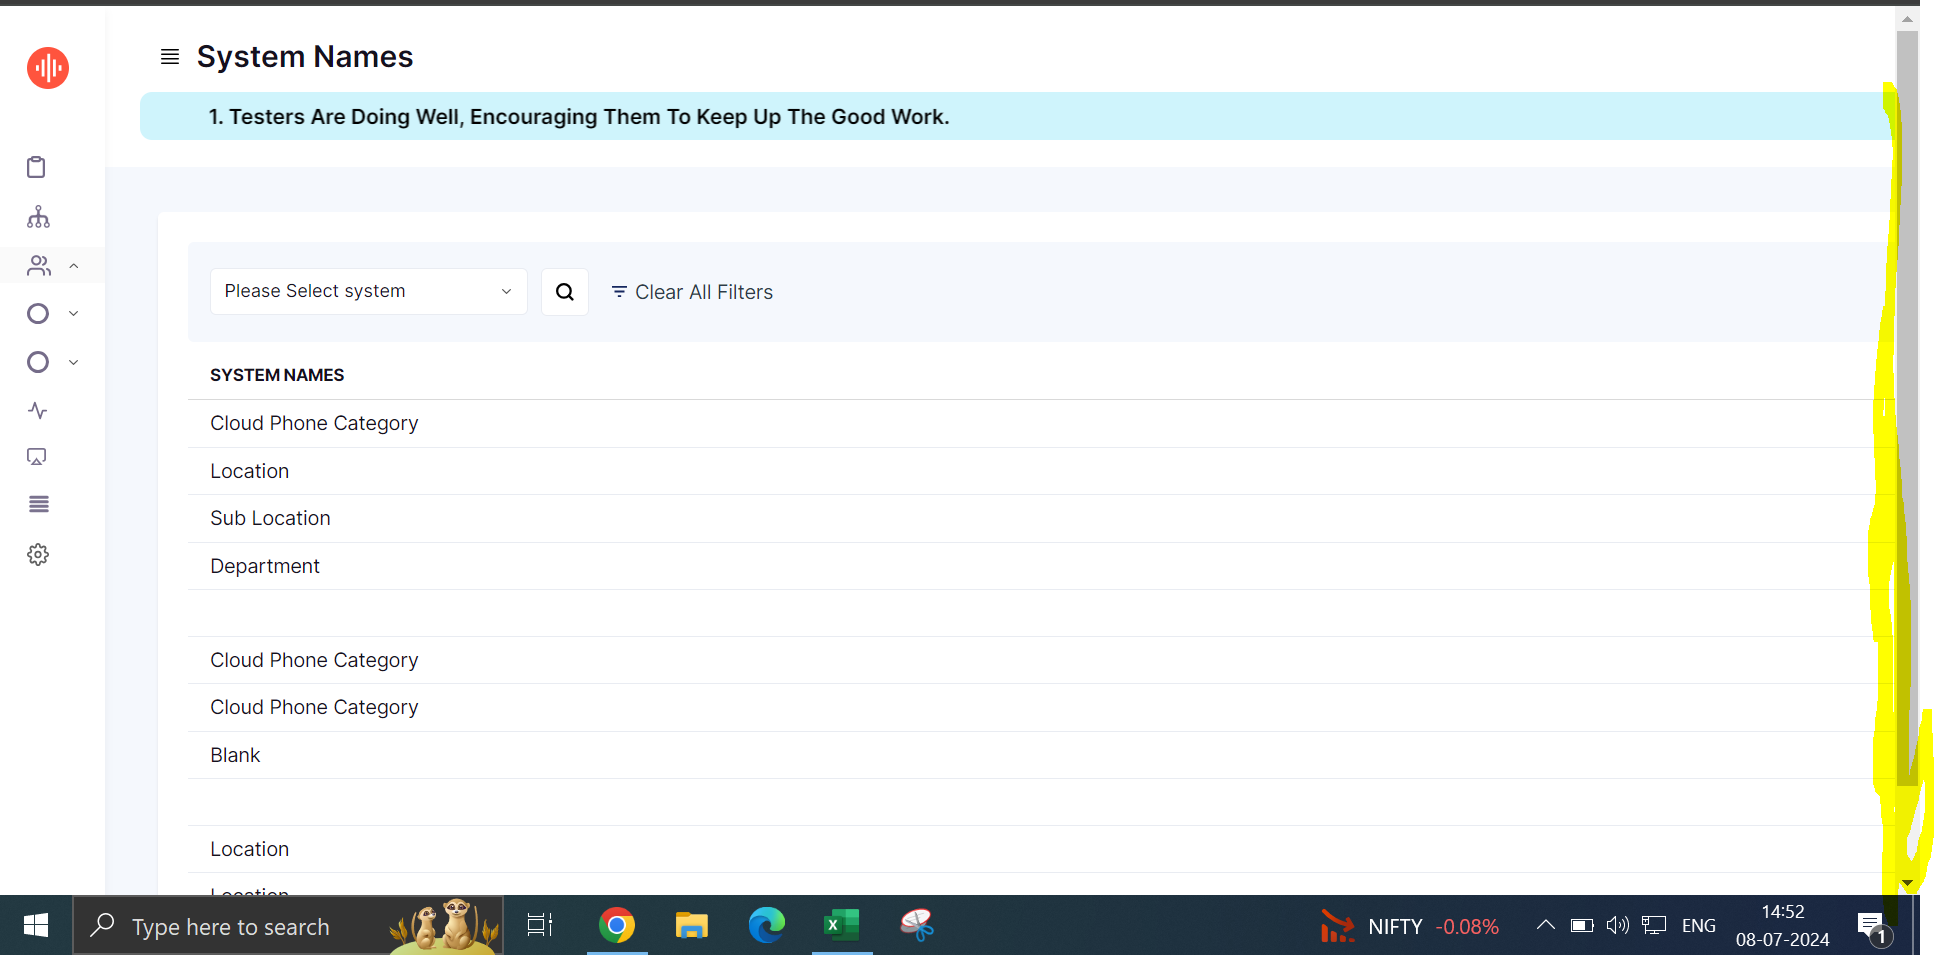 System Names
1. Testers Are Doing Well, Encouraging Them To Keep Up The Good Work.
Please Select system
Clear All Filters
SYSTEM NAMES
Cloud Phone Category
Location
Sub Location
Department
Cloud Phone Category
Cloud Phone Category
Blank
Location
Location
Type here to search
X
NIFTY -0.08%
ENG
14:52
08-07-2024
1